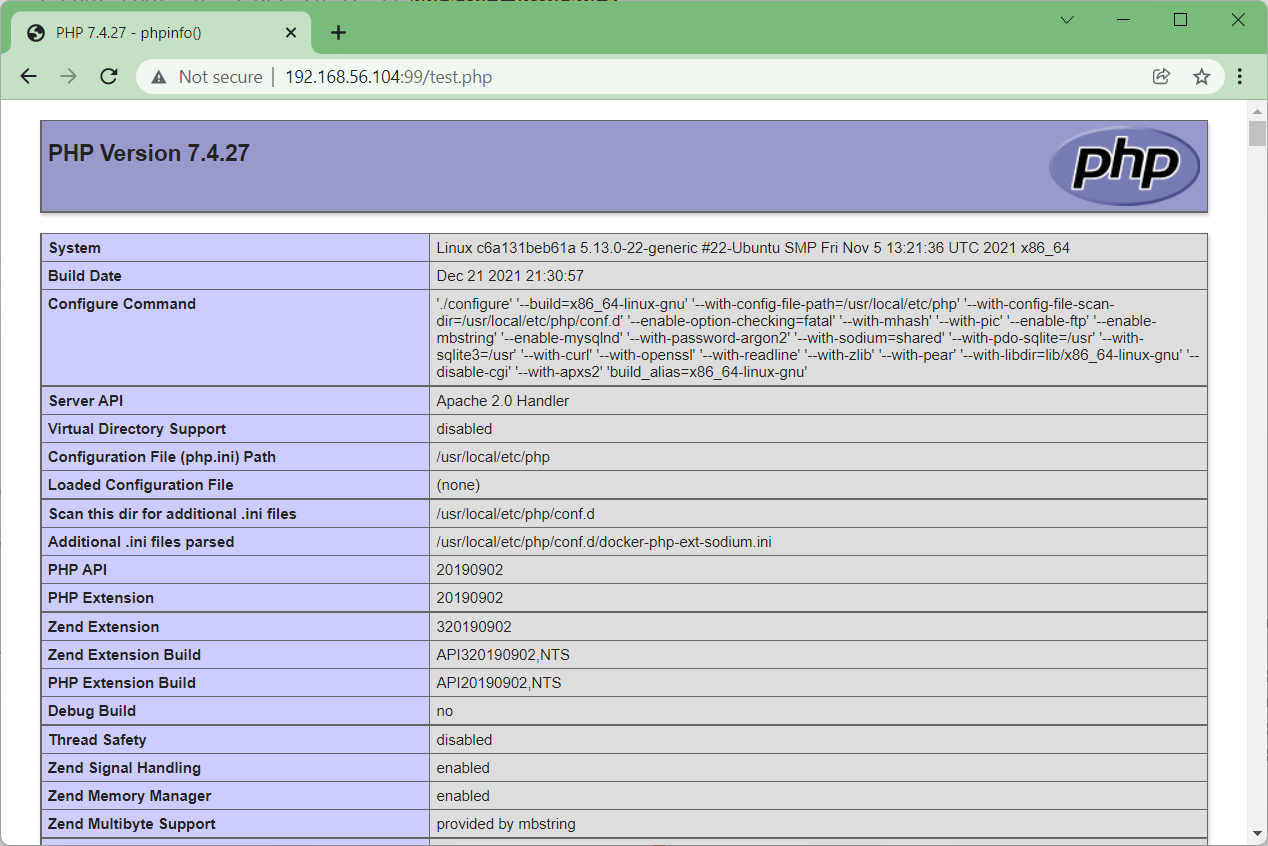 PHP 7.4.27 - phpinfo()
Not secure
192.168.56.104:99/test.php
PHP Version 7.4.27
php
System
Linux c6a131beb61a 5.13.0-22-generic #22-Ubuntu SMP Fri Nov 5 13:21:36 UTC 2021 x86_64
Build Date
Dec 21 2021 21:30:57
Configure Command
'./configure' '--build=x86_64-linux-gnu' '--with-config-file-path=/usr/local/etc/php' '--with-config-file-scan-
dir=/usr/local/etc/php/conf.d' '--enable-option-checking=fatal' '--with-mhash' '--with-pic' '--enable-ftp' '--enable-
mbstring' '--enable-mysqlnd' '--with-password-argon2' '--with-sodium=shared' '--with-pdo-sqlite=/usr' '--with-
sqlite3=/usr' '--with-curl' '--with-openssl' '--with-readline' '--with-zlib' '--with-pear' '--with-libdir=lib/x86_64-linux-gnu' '--
disable-cgi' '--with-apxs2' 'build_alias=x86_64-linux-gnu'
Server API
Apache 2.0 Handler
Virtual Directory Support
disabled
Configuration File (php.ini) Path
/usr/local/etc/php
Loaded Configuration File
(none)
Scan this dir for additional .ini files
/usr/local/etc/php/conf.d
Additional .ini files parsed
/usr/local/etc/php/conf.d/docker-php-ext-sodium.ini
PHP API
20190902
PHP Extension
20190902
Zend Extension
320190902
Zend Extension Build
API320190902,NTS
PHP Extension Build
API20190902,NTS
Debug Build
no
Thread Safety
disabled
Zend Signal Handling
enabled
Zend Memory Manager
enabled
Zend Multibyte Support
provided by mbstring